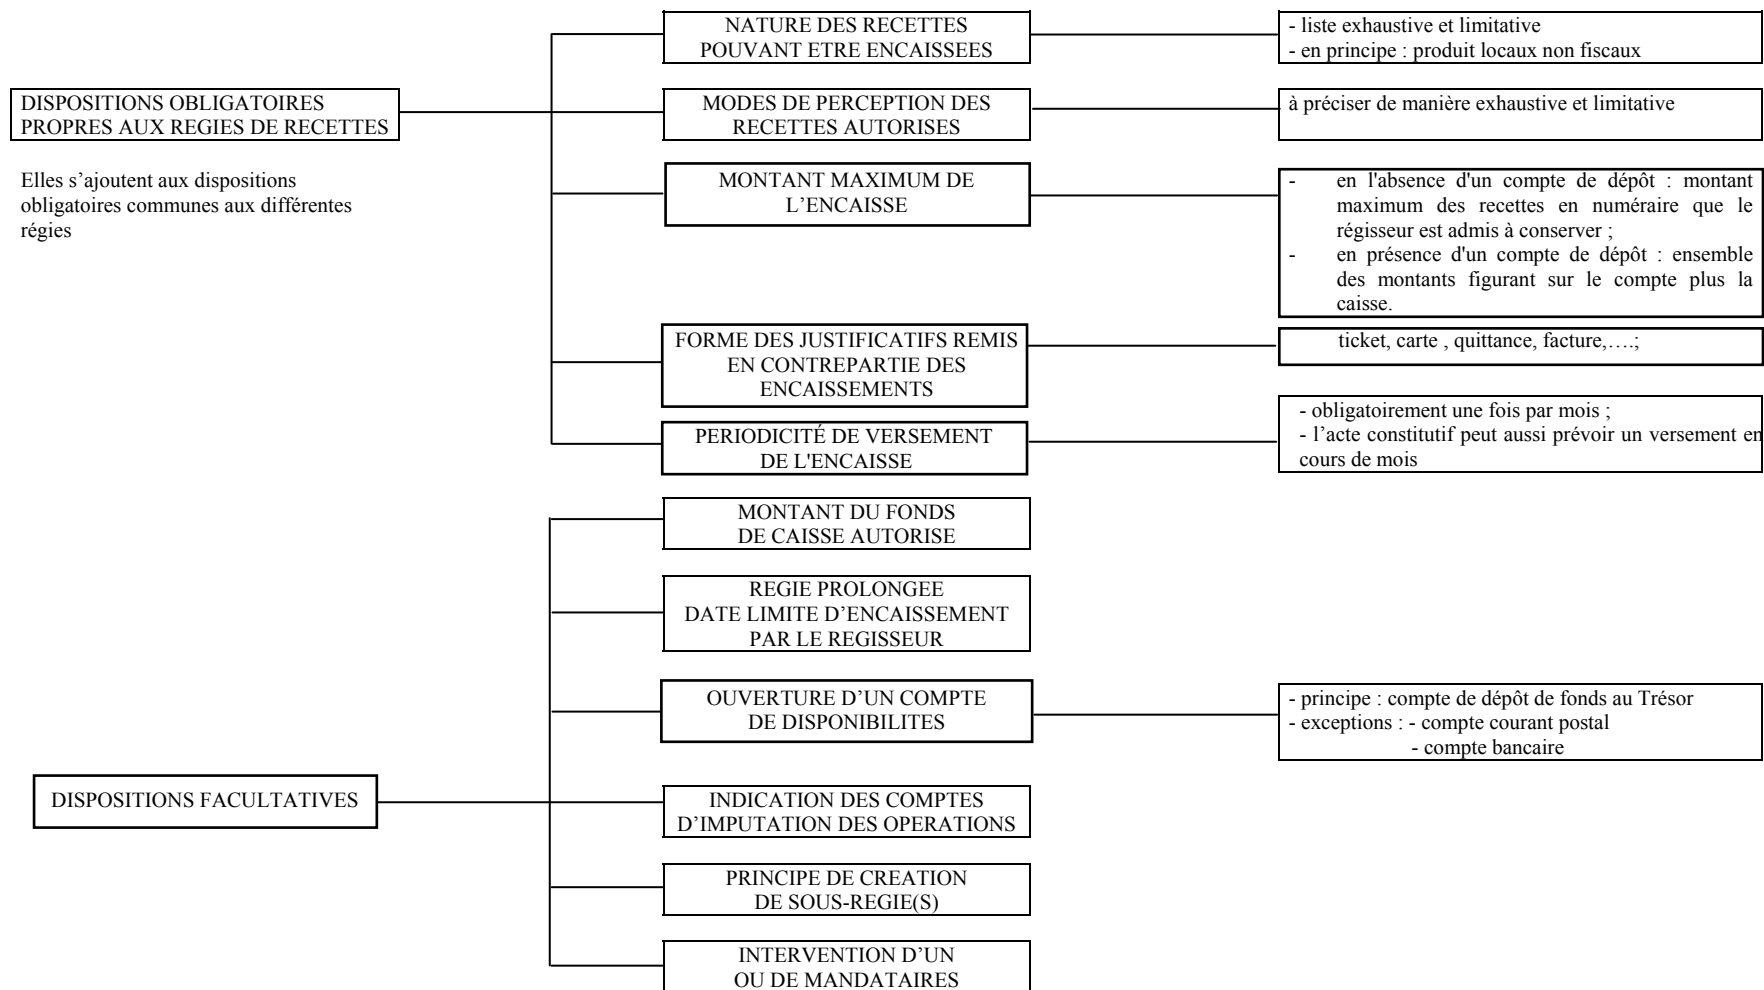 NATURE DES RECETTES
POUVANT ETRE ENCAISSEES
- liste exhaustive et limitative
- en principe : produit locaux non fiscaux
DISPOSITIONS OBLIGATOIRES
PROPRES AUX REGIES DE RECETTES
MODES DE PERCEPTION DES
RECETTES AUTORISES
à préciser de manière exhaustive et limitative
Elles s’ajoutent aux dispositions
obligatoires communes aux différentes
régies
MONTANT MAXIMUM DE
L’ENCAISSE
- en l'absence d'un compte de dépôt : montant
maximum des recettes en numéraire que le
régisseur est admis à conserver ;
- en présence d'un compte de dépôt : ensemble
des montants figurant sur le compte plus la
caisse.
FORME DES JUSTIFICATIFS REMIS
EN CONTREPARTIE DES
ENCAISSEMENTS
ticket, carte , quittance, facture,….;
PERIODICITÉ DE VERSEMENT
DE L'ENCAISSE
- obligatoirement une fois par mois ;
- l’acte constitutif peut aussi prévoir un versement en
cours de mois
MONTANT DU FONDS
DE CAISSE AUTORISE
REGIE PROLONGEE
DATE LIMITE D’ENCAISSEMENT
PAR LE REGISSEUR
OUVERTURE D’UN COMPTE
DE DISPONIBILITES
- principe : compte de dépôt de fonds au Trésor
- exceptions : - compte courant postal
- compte bancaire
DISPOSITIONS FACULTATIVES
INDICATION DES COMPTES
D’IMPUTATION DES OPERATIONS
PRINCIPE DE CREATION
DE SOUS-REGIE(S)
INTERVENTION D’UN
OU DE MANDATAIRES